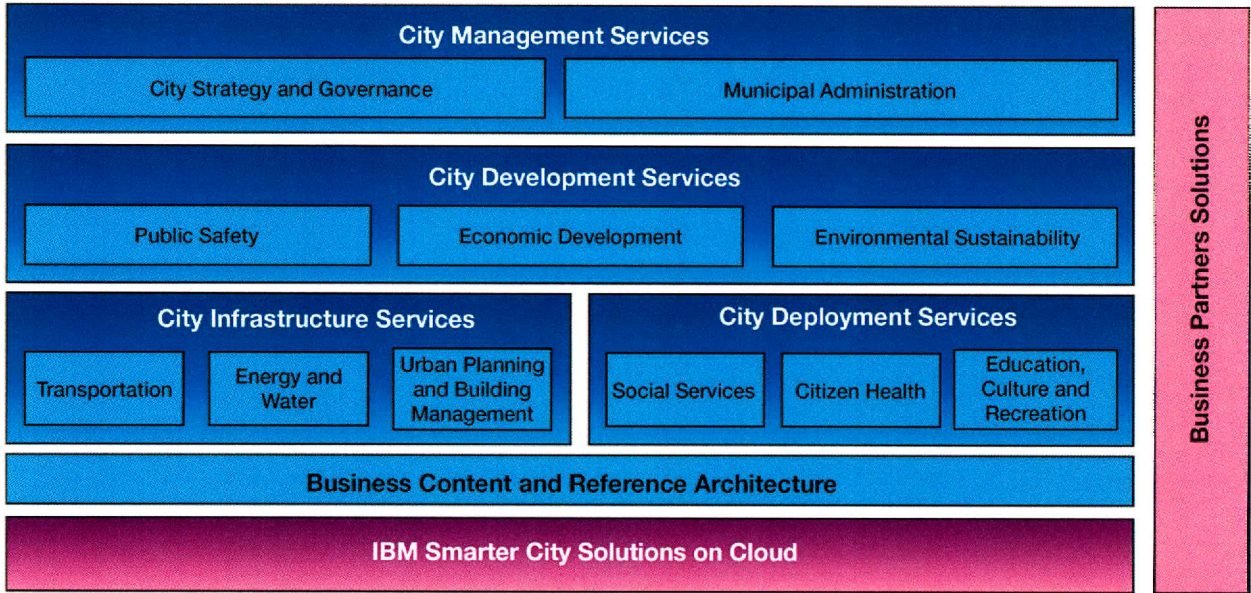 City Management Services
City Strategy and Governance
Municipal Administration
City Development Services
Public Safety
Economic Development
Environmental Sustainability
City Infrastructure Services
Transportation
Energy and
Water
Urban Planning
and Building
Management
City Deployment Services
Social Services
Citizen Health
Education,
Culture and
Recreation
Business Content and Reference Architecture
IBM Smarter City Solutions on Cloud
Business Partners Solutions